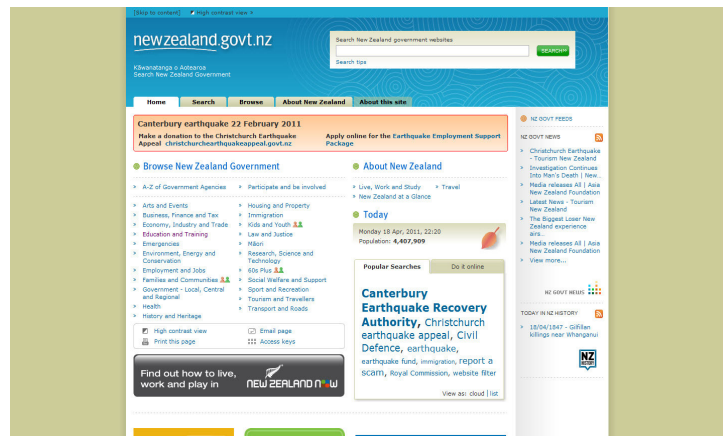 [Skip to content] High contrast view >
newzealand.govt.nz
Kāwanatanga o Aotearoa
Search New Zealand Government
Search New Zealand government websites
SEARCH
Search tips
Home Search Browse About New Zealand About this site
Canterbury earthquake 22 February 2011
Make a donation to the Christchurch Earthquake
Appeal christchurchearthquakeappeal.govt.nz
Apply online for the Earthquake Employment Support
Package
Browse New Zealand Government
A-Z of Government Agencies
Participate and be involved
Arts and Events
Business, Finance and Tax
Economy, Industry and Trade
Education and Training
Emergencies
Environment, Energy and
Conservation
Employment and Jobs
Families and Communities
Government - Local, Central
and Regional
Health
History and Heritage
Housing and Property
Immigration
Kids and Youth
Law and Justice
Māori
Research, Science and
Technology
60s Plus
Social Welfare and Support
Sport and Recreation
Tourism and Travellers
Transport and Roads
High contrast view
Email page
Print this page
Access keys
Find out how to live,
work and play in
NEW ZEALAND NOW
About New Zealand
Live, Work and Study
Travel
New Zealand at a Glance
Today
Monday 18 Apr, 2011, 22:20
Population: 4,407,909
Popular Searches Do it online
Canterbury
Earthquake Recovery
Authority, Christchurch
earthquake appeal, Civil
Defence, earthquake,
earthquake fund, immigration, report a
scam, Royal Commission, website filter
View as: cloud | list
NZ GOVT FEEDS
NZ GOVT NEWS
Christchurch Earthquake
- Tourism New Zealand
Investigation Continues
Into Man's Death | New...
Media releases All | Asia
New Zealand Foundation
Latest News - Tourism
New Zealand
The Biggest Loser New
Zealand experience
airs...
Media releases All | Asia
New Zealand Foundation
View more...
NZ GOVT NEWS
TODAY IN NZ HISTORY
18/04/1847 - Gilfillan
killings near Whanganui
NZ
HISTORY